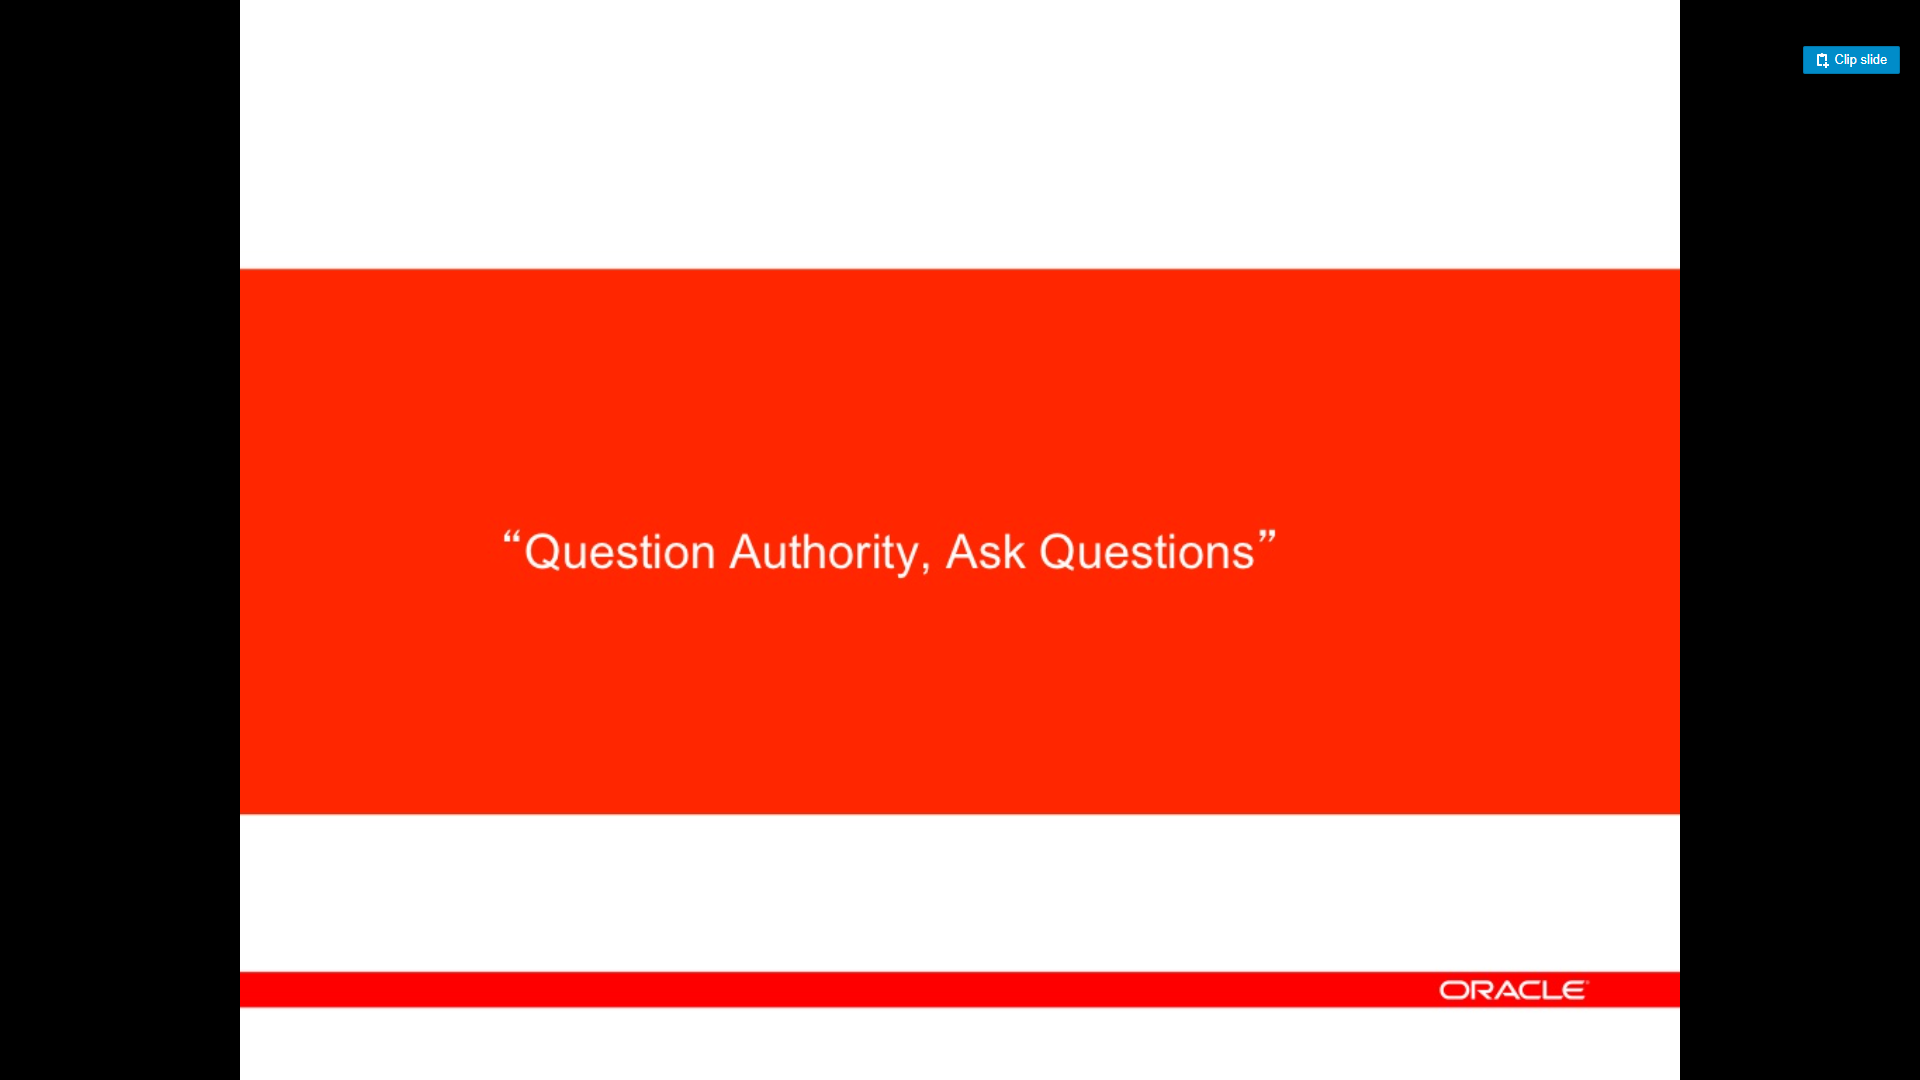 Clip slide
“Question Authority, Ask Questions”
ORACLE